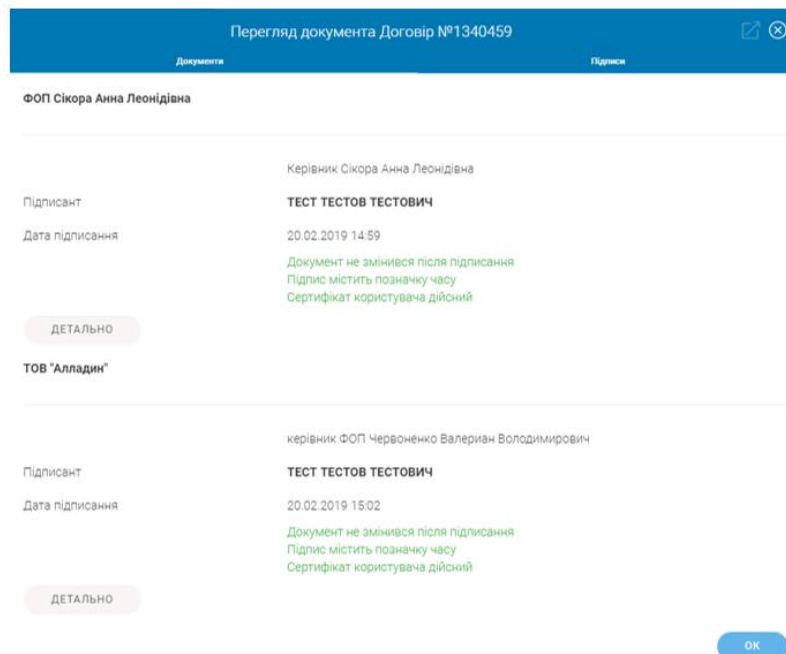 Перегляд документа Договір №1340459
Документи Підписи
ФОП Сікора Анна Леонідівна
Керівник Сікора Анна Леонідівна
Підписант ТЕСТ ТЕСТОВ ТЕСТОВИЧ
Дата підписання 20.02.2019 14:59
Документ не змінився після підписання
Підпис містить позначку часу
Сертифікат користувача дійсний
ДЕТАЛЬНО
ТОВ "Алладин"
керівник ФОП Червоненко Валериан Володимирович
Підписант ТЕСТ ТЕСТОВ ТЕСТОВИЧ
Дата підписання 20.02.2019 15:02
Документ не змінився після підписання
Підпис містить позначку часу
Сертифікат користувача дійсний
ДЕТАЛЬНО
ОК